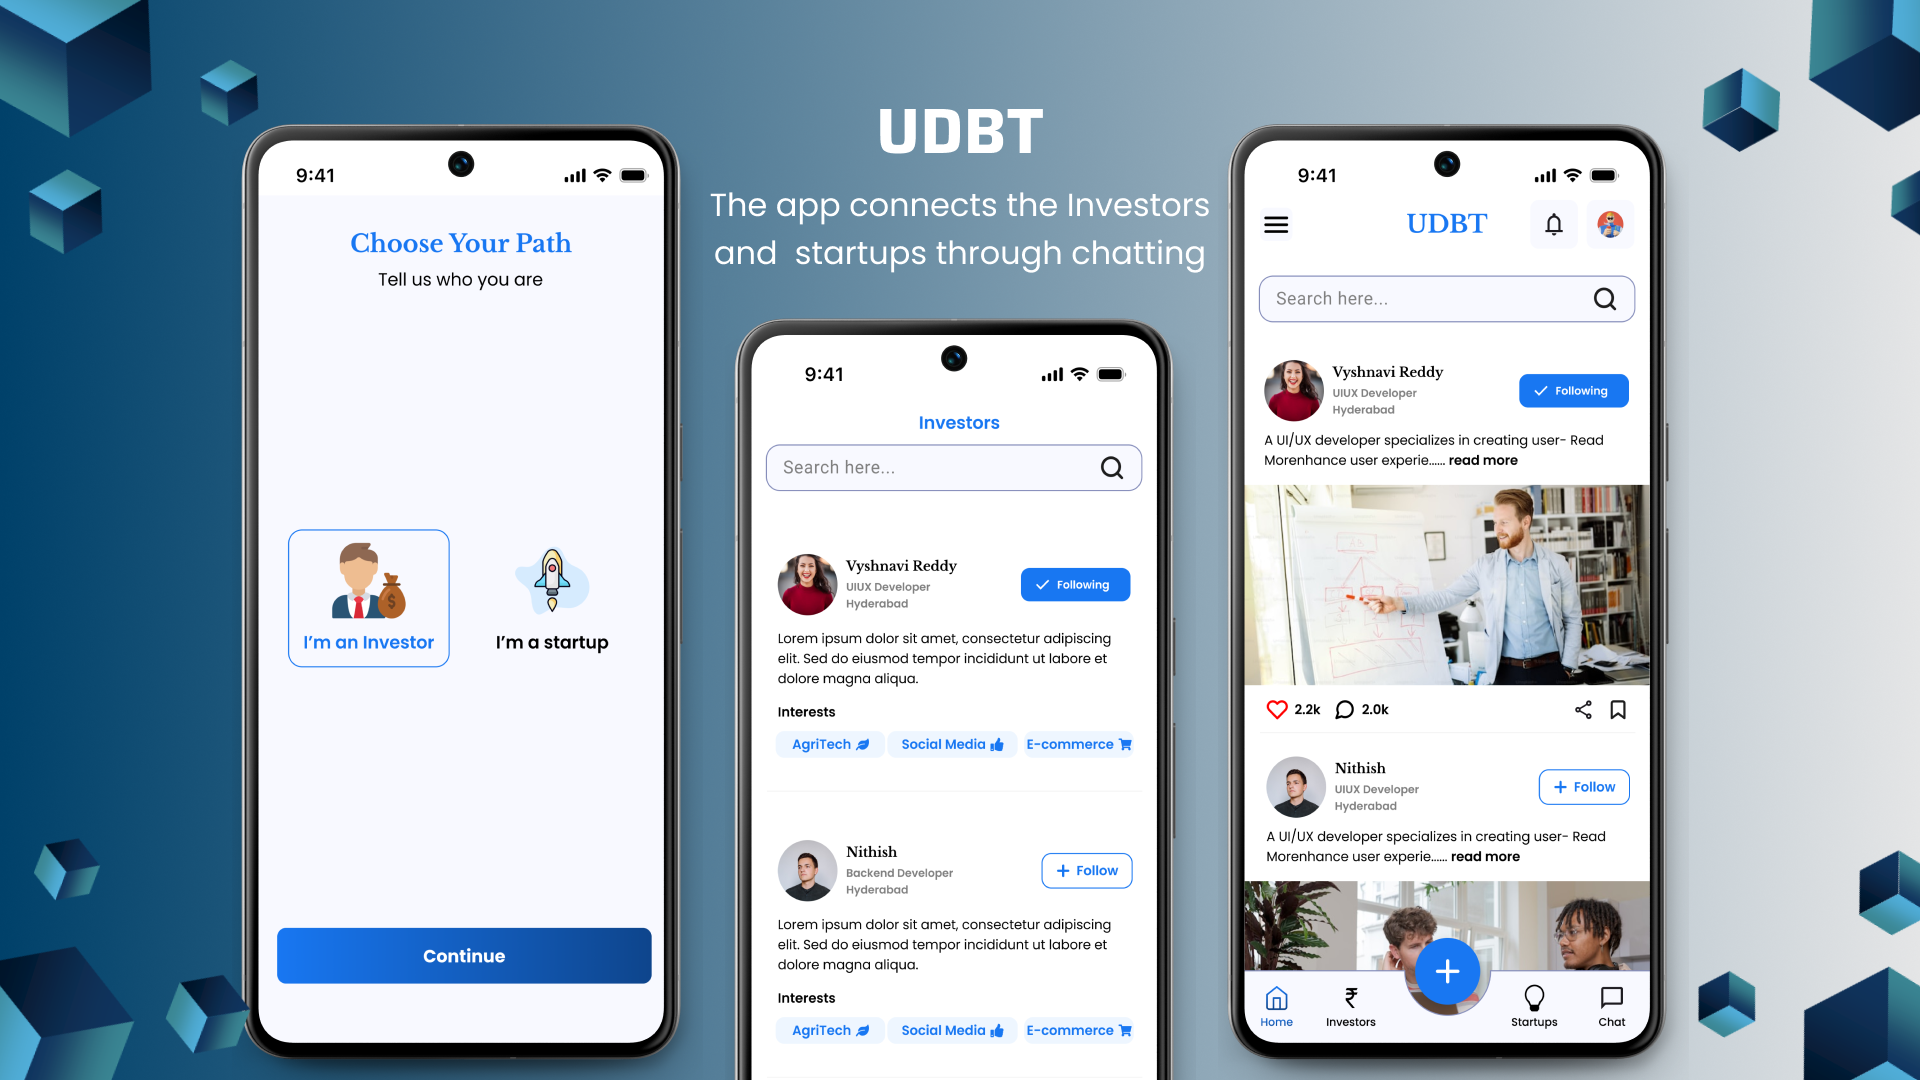 UDBT
The app connects the Investors
and startups through chatting
9:41
Choose Your Path
Tell us who you are
I'm an Investor
I'm a startup
Continue
9:41
Investors
Search here...
Vyshnavi Reddy
UIUX Developer
Hyderabad
Following
Lorem ipsum dolor sit amet, consectetur adipiscing
elit. Sed do eiusmod tempor incididunt ut labore et
dolore magna aliqua.
Interests
AgriTech
Social Media
E-commerce
Nithish
Backend Developer
Hyderabad
Follow
Lorem ipsum dolor sit amet, consectetur adipiscing
elit. Sed do eiusmod tempor incididunt ut labore et
dolore magna aliqua.
Interests
AgriTech
Social Media
E-commerce
9:41
UDBT
Search here...
Vyshnavi Reddy
UIUX Developer
Hyderabad
Following
A UI/UX developer specializes in creating user- Read
Morenhance user experie...... read more
2.2k
2.0k
Nithish
UIUX Developer
Hyderabad
Follow
A UI/UX developer specializes in creating user- Read
Morenhance user experie...... read more
Home
Investors
Startups
Chat